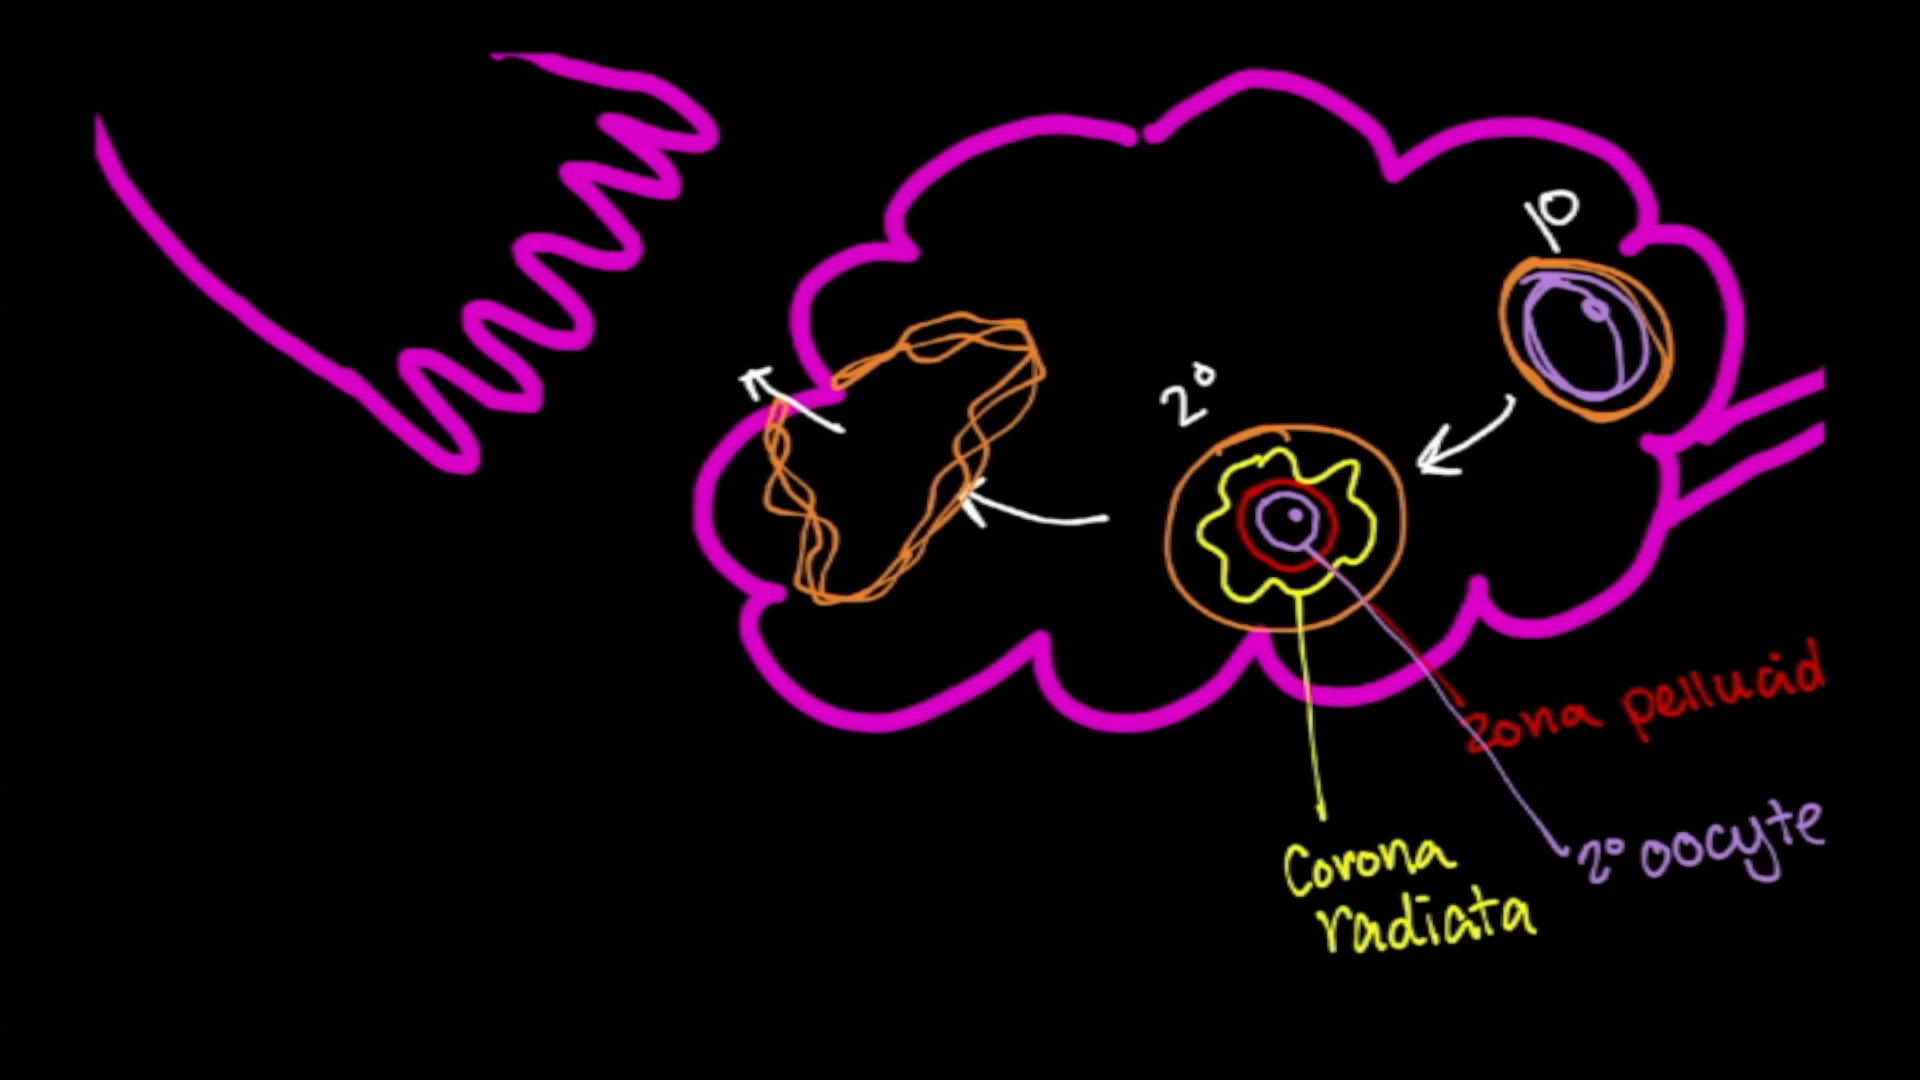 1°
2°
zona pellucid
2° oocyte
Corona
radiata